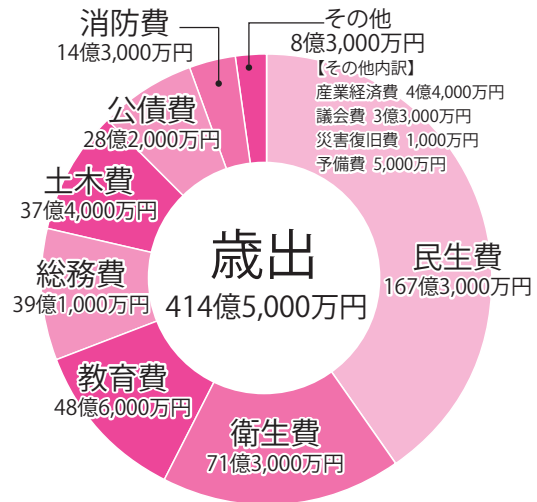 消防費
14億3,000万円
その他
8億3,000万円
【その他内訳】
産業経済費 4億4,000万円
議会費 3億3,000万円
災害復旧費 1,000万円
予備費 5,000万円
公債費
28億2,000万円
土木費
37億4,000万円
総務費
39億1,000万円
教育費
48億6,000万円
衛生費
71億3,000万円
民生費
167億3,000万円
歳出
414億5,000万円